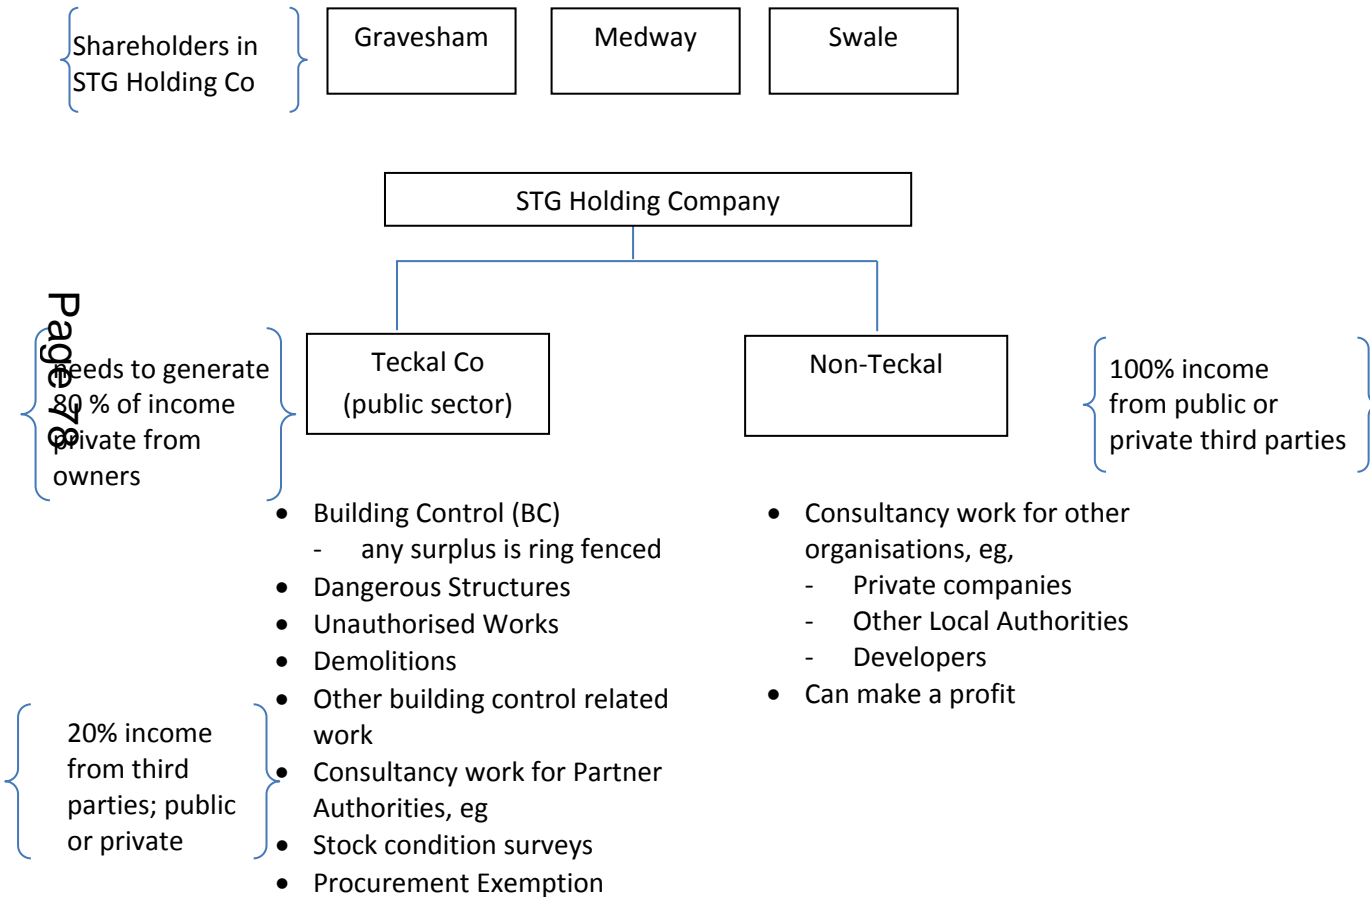 Shareholders in
STG Holding Co
Gravesham
Medway
Swale
STG Holding Company
Page 78
needs to generate
80 % of income
private from
owners
Teckal Co
(public sector)
Non-Teckal
100% income
from public or
private third parties
• Building Control (BC)
- any surplus is ring fenced
• Dangerous Structures
• Unauthorised Works
• Demolitions
• Other building control related
work
• Consultancy work for Partner
Authorities, eg
• Stock condition surveys
• Procurement Exemption
• Consultancy work for other
organisations, eg,
- Private companies
- Other Local Authorities
- Developers
• Can make a profit
20% income
from third
parties; public
or private